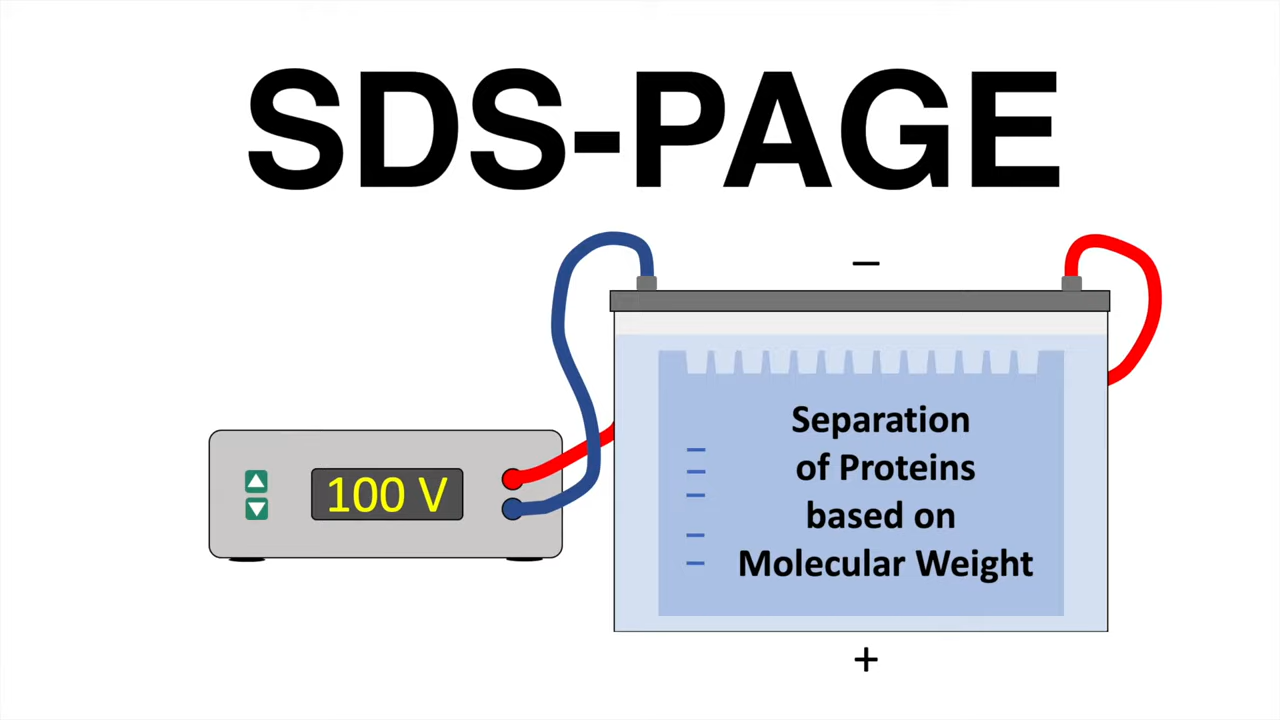 SDS-PAGE
−
100 V
Separation
of Proteins
based on
Molecular Weight
+